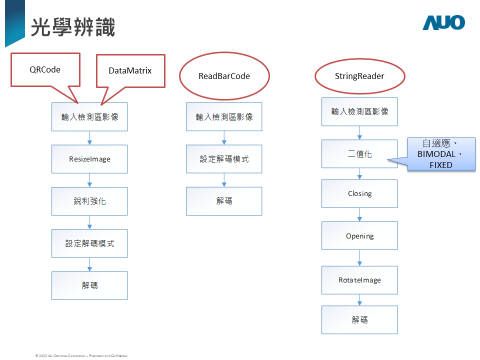 光學辨識
AUO
QRCode
DataMatrix
輸入檢測區影像
ResizeImage
銳利強化
設定解碼模式
解碼
ReadBarCode
輸入檢測區影像
設定解碼模式
解碼
StringReader
輸入檢測區影像
二值化
自適應、
BIMODAL、
FIXED
Closing
Opening
RotateImage
解碼